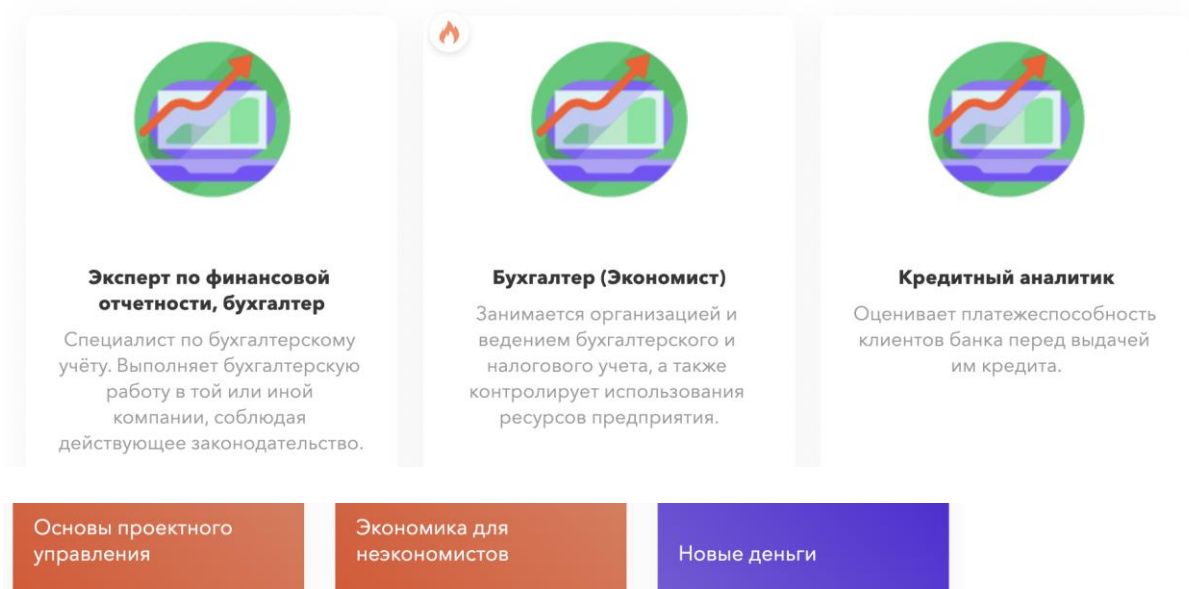 Эксперт по финансовой
отчетности, бухгалтер
Специалист по бухгалтерскому
учёту. Выполняет бухгалтерскую
работу в той или иной
компании, соблюдая
действующее законодательство.
Бухгалтер (Экономист)
Занимается организацией и
ведением бухгалтерского и
налогового учета, а также
контролирует использования
ресурсов предприятия.
Кредитный аналитик
Оценивает платежеспособность
клиентов банка перед выдачей
им кредита.
Основы проектного
управления
Экономика для
неэкономистов
Новые деньги